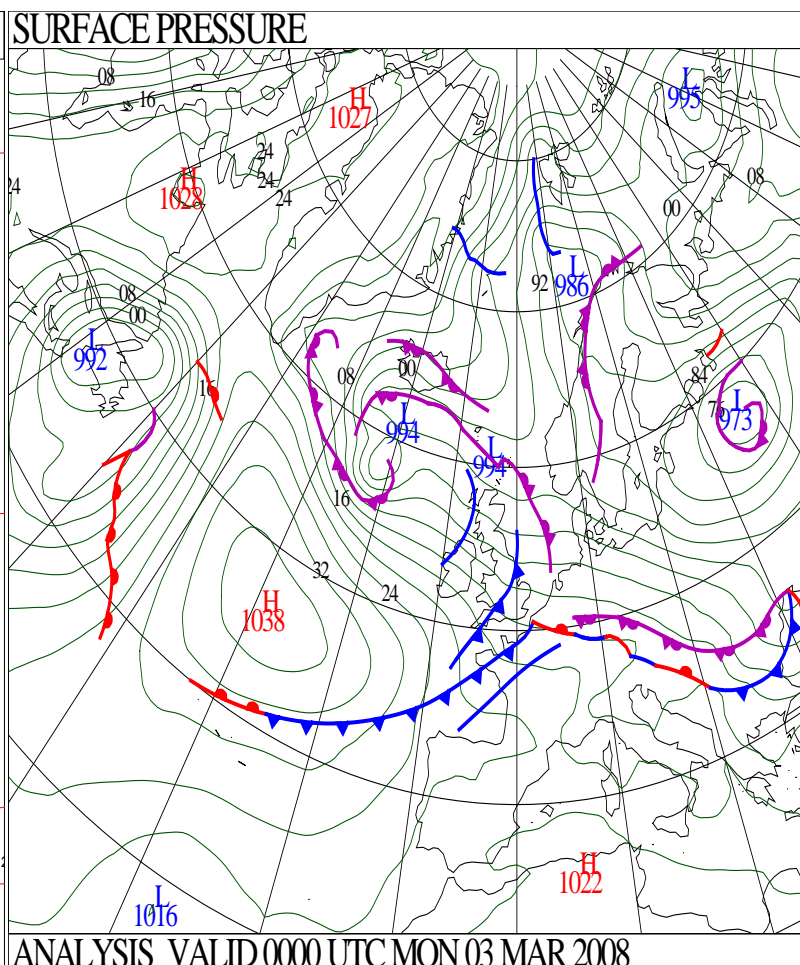 SURFACE PRESSURE
08
16
H
1027
L
995
24
24
24
24
H
1028
08
00
08
00
L
986
92
L
992
16
08
00
84
L
994
76
L
973
L
994
16
32
24
H
1038
H
1022
L
1016
ANALYSIS VALID 0000 UTC MON 03 MAR 2008